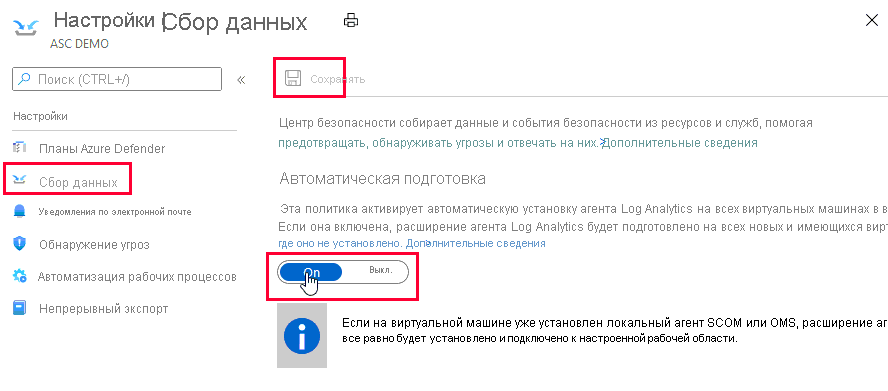 Настройки | Сбор данных
ASC DEMO
Поиск (CTRL+/)
«
Сохранять
Настройки
Планы Azure Defender
Сбор данных
Уведомления по электронной почте
Обнаружение угроз
Автоматизация рабочих процессов
Непрерывный экспорт
Центр безопасности собирает данные и события безопасности из ресурсов и служб, помогая
предотвращать, обнаруживать угрозы и отвечать на них. Дополнительные сведения
Автоматическая подготовка
Эта политика активирует автоматическую установку агента Log Analytics на всех виртуальных машинах в
Если она включена, расширение агента Log Analytics будет подготовлено на всех новых и имеющихся
где оно не установлено. Дополнительные сведения
On
Выкл.
Если на виртуальной машине уже установлен локальный агент SCOM или OMS, расширение
все равно будет установлено и подключено к настроенной рабочей области.